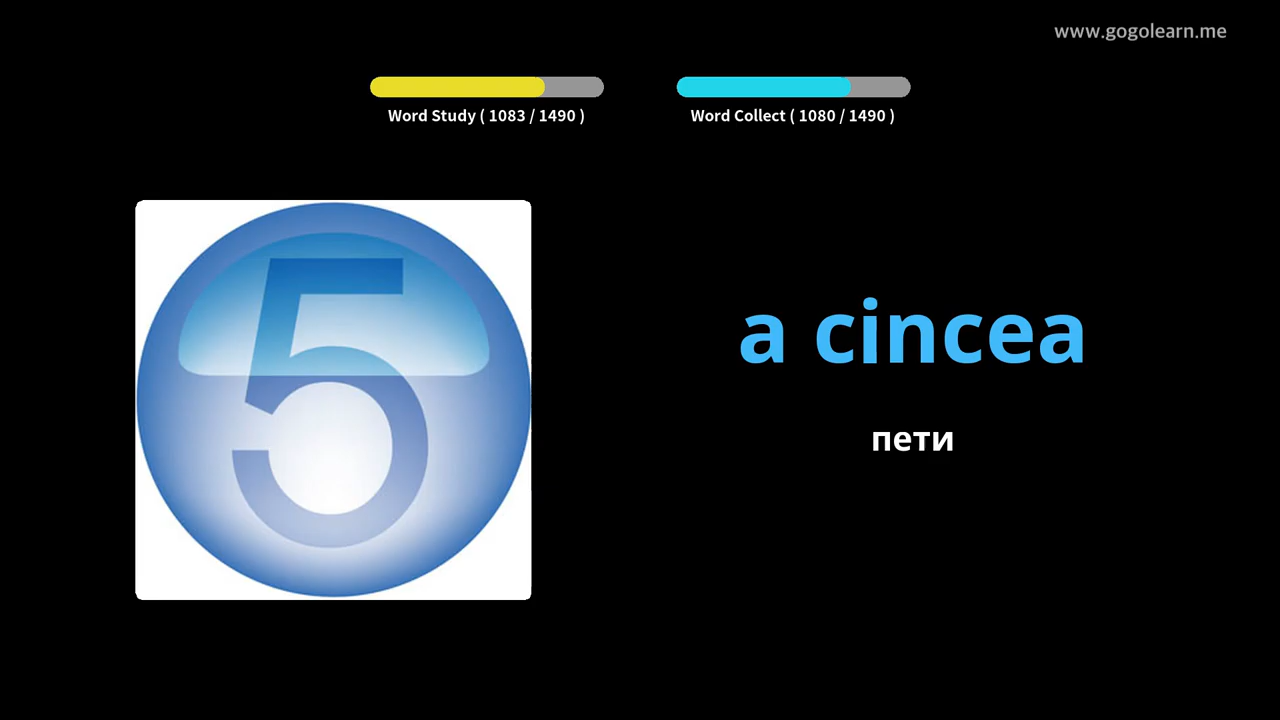 www.gogolearn.me
Word Study ( 1083 / 1490 )
Word Collect ( 1080 / 1490 )
5
a cincea
пети